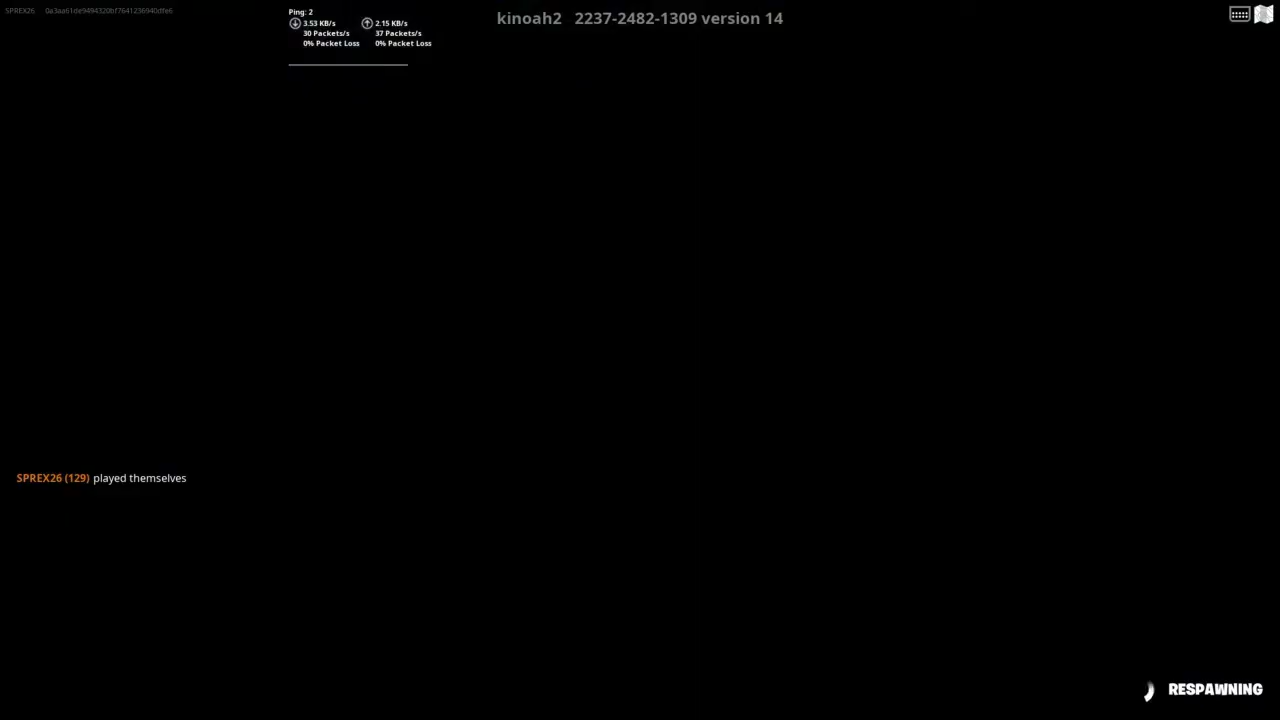 SPREX26 0a3aa61de9494320bf7641236940dfe6
Ping: 2
3.53 KB/s 2.15 KB/s
30 Packets/s 37 Packets/s
0% Packet Loss 0% Packet Loss
kinoah2 2237-2482-1309 version 14
SPREX26 (129) played themselves
RESPAWNING